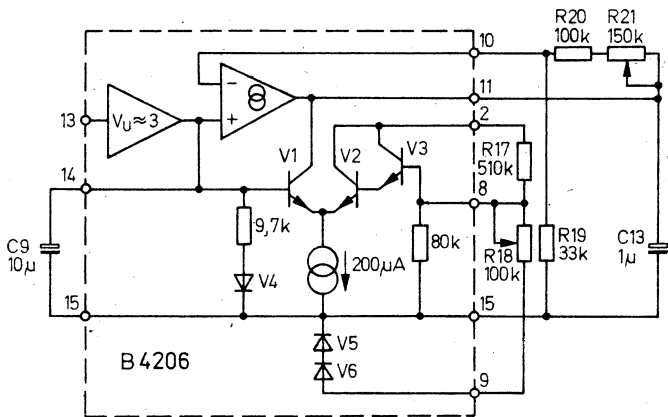 R20 R21
100k 150k
10
11
2
13
Vu≈3
−
+
V1
V2
V3
R17
510k
14
8
9,7k
80k
R18
100k
R19
33k
C13
1µ
C9
10µ
V4
200µA
15
15
V5
V6
B4206
9